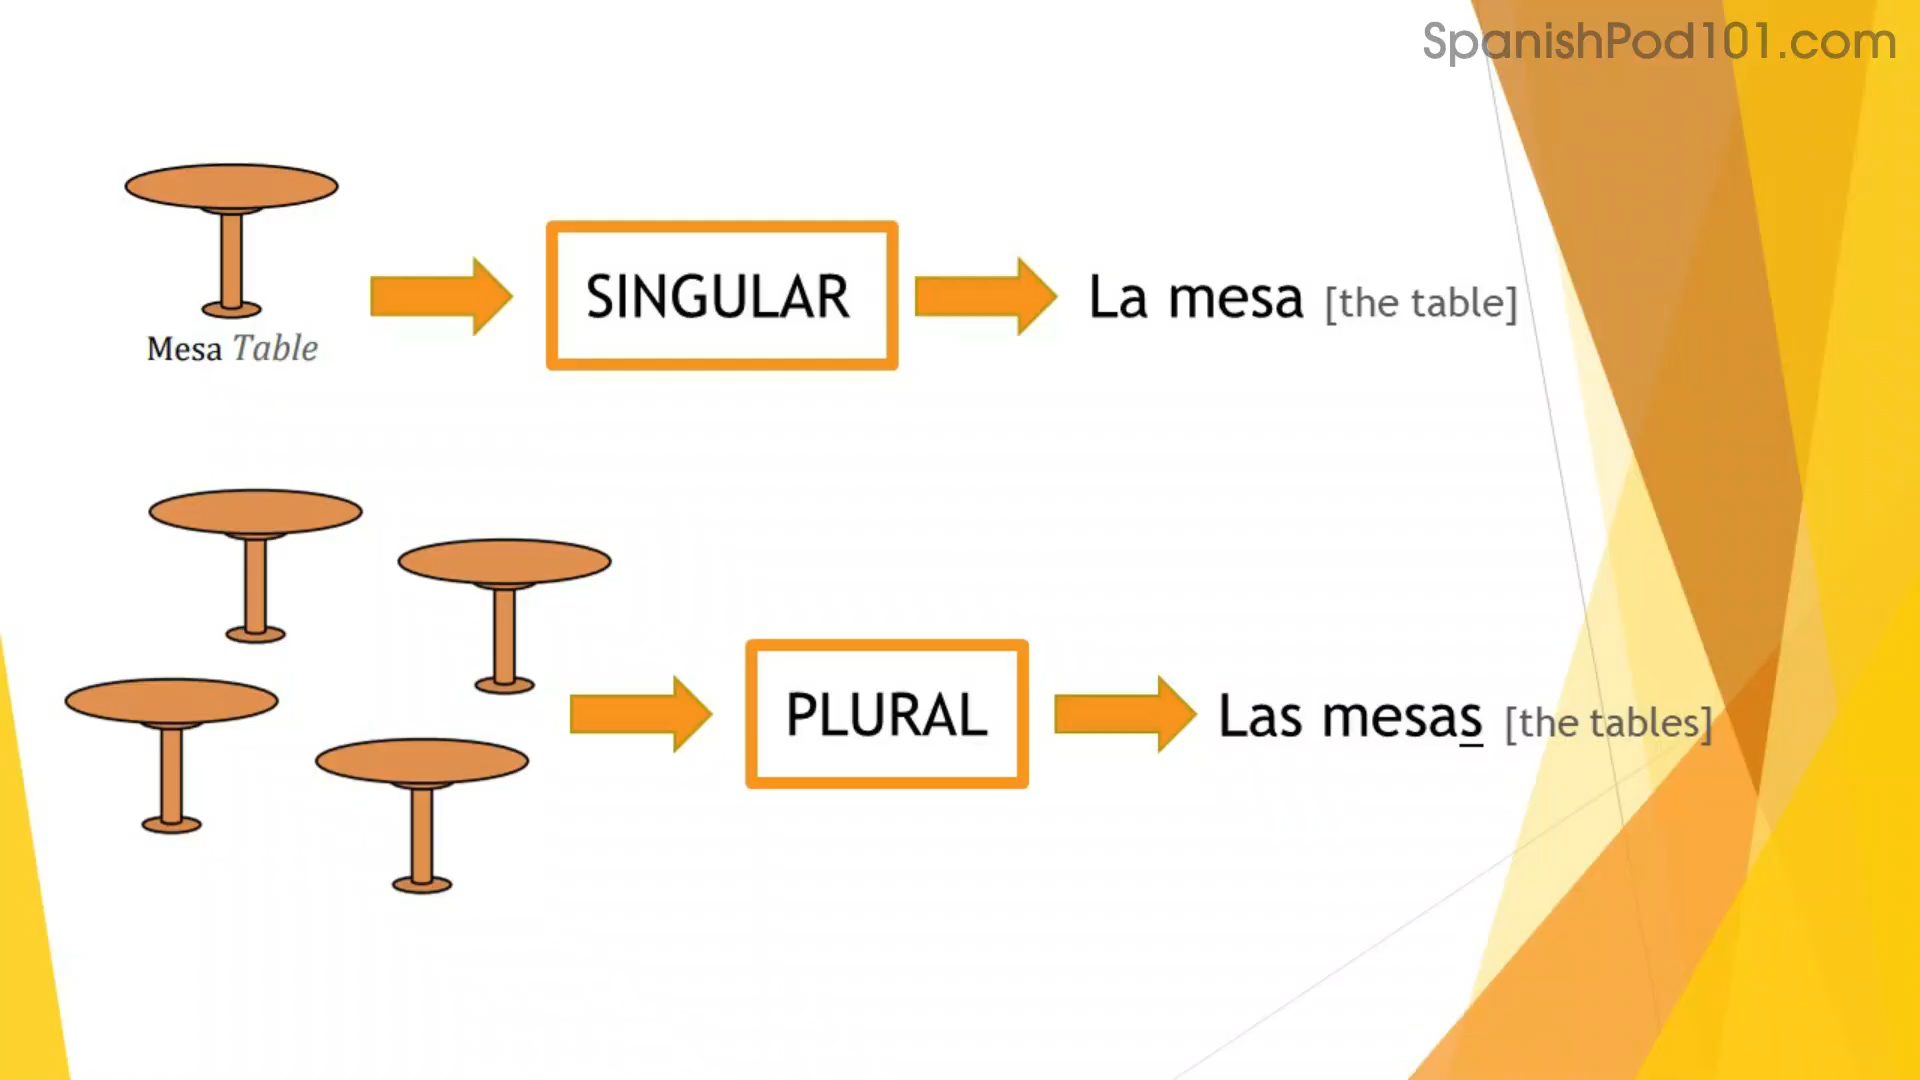 SpanishPod101.com
SINGULAR
La mesa [the table]
Mesa Table
PLURAL
Las mesas [the tables]